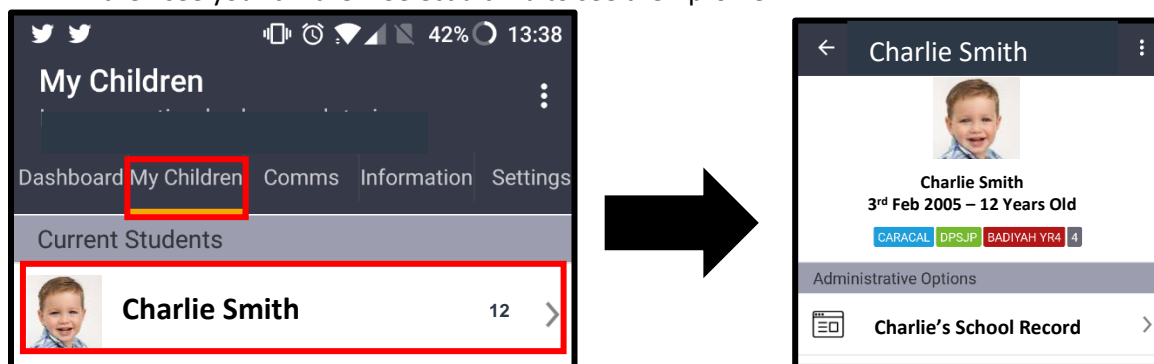 42% 13:38
My Children
Dashboard My Children Comms Information Settings
Current Students
Charlie Smith 12
Charlie Smith
Charlie Smith
3rd Feb 2005 – 12 Years Old
CARACAL DPSJP BADIYAH YR4 4
Administrative Options
Charlie's School Record